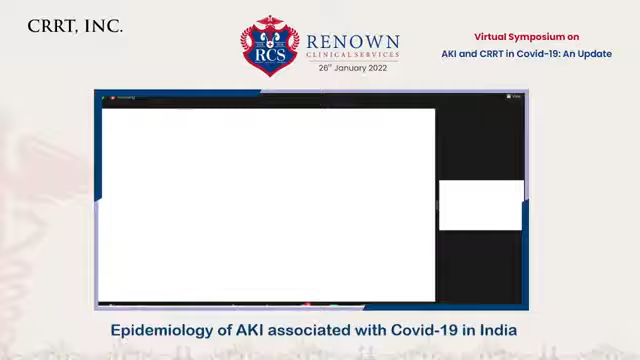 CRRT, INC.
RCS
RENOWN
CLINICAL SERVICES
26th January 2022
Virtual Symposium on
AKI and CRRT in Covid-19: An Update
View
Epidemiology of AKI associated with Covid-19 in India